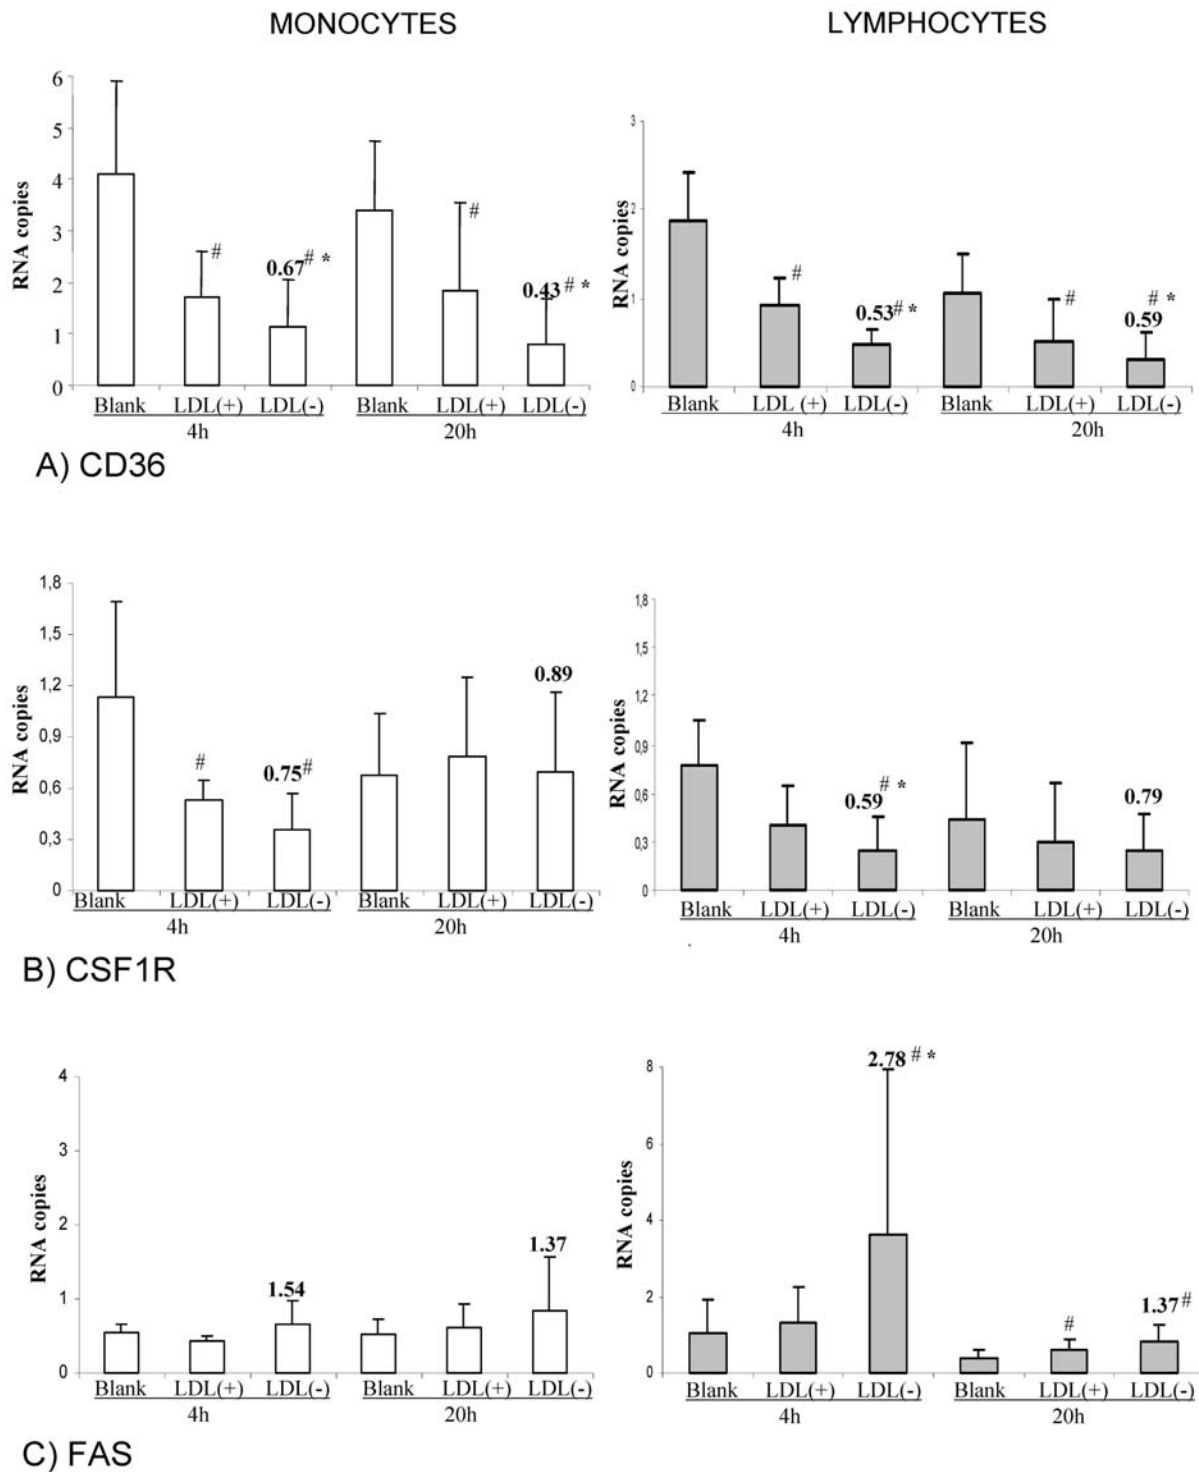 MONOCYTES
LYMPHOCYTES
RNA copies
6
5
4
3
2
1
0
#
0.67 # *
#
0.43 # *
Blank LDL(+) LDL(-) Blank LDL(+) LDL(-)
4h 20h
RNA copies
3
2
1
0
#
0.53 # *
#
# *
0.59
Blank LDL (+) LDL(-) Blank LDL(+) LDL(-)
4h 20h
A) CD36
RNA copies
1,8
1,5
1,2
0,9
0,6
0,3
0
#
0.75 #
0.89
Blank LDL(+) LDL(-) Blank LDL(+) LDL(-)
4h 20h
RNA copies
1,8
1,5
1,2
0,9
0,6
0,3
0
# *
0.59
0.79
Blank LDL(+) LDL(-) Blank LDL(+) LDL(-)
4h 20h
B) CSF1R
RNA copies
4
3
2
1
0
1.54
1.37
Blank LDL(+) LDL(-) Blank LDL(+) LDL(-)
4h 20h
RNA copies
8
6
4
2
0
2.78 # *
#
1.37 #
Blank LDL(+) LDL(-) Blank LDL(+) LDL(-)
4h 20h
C) FAS